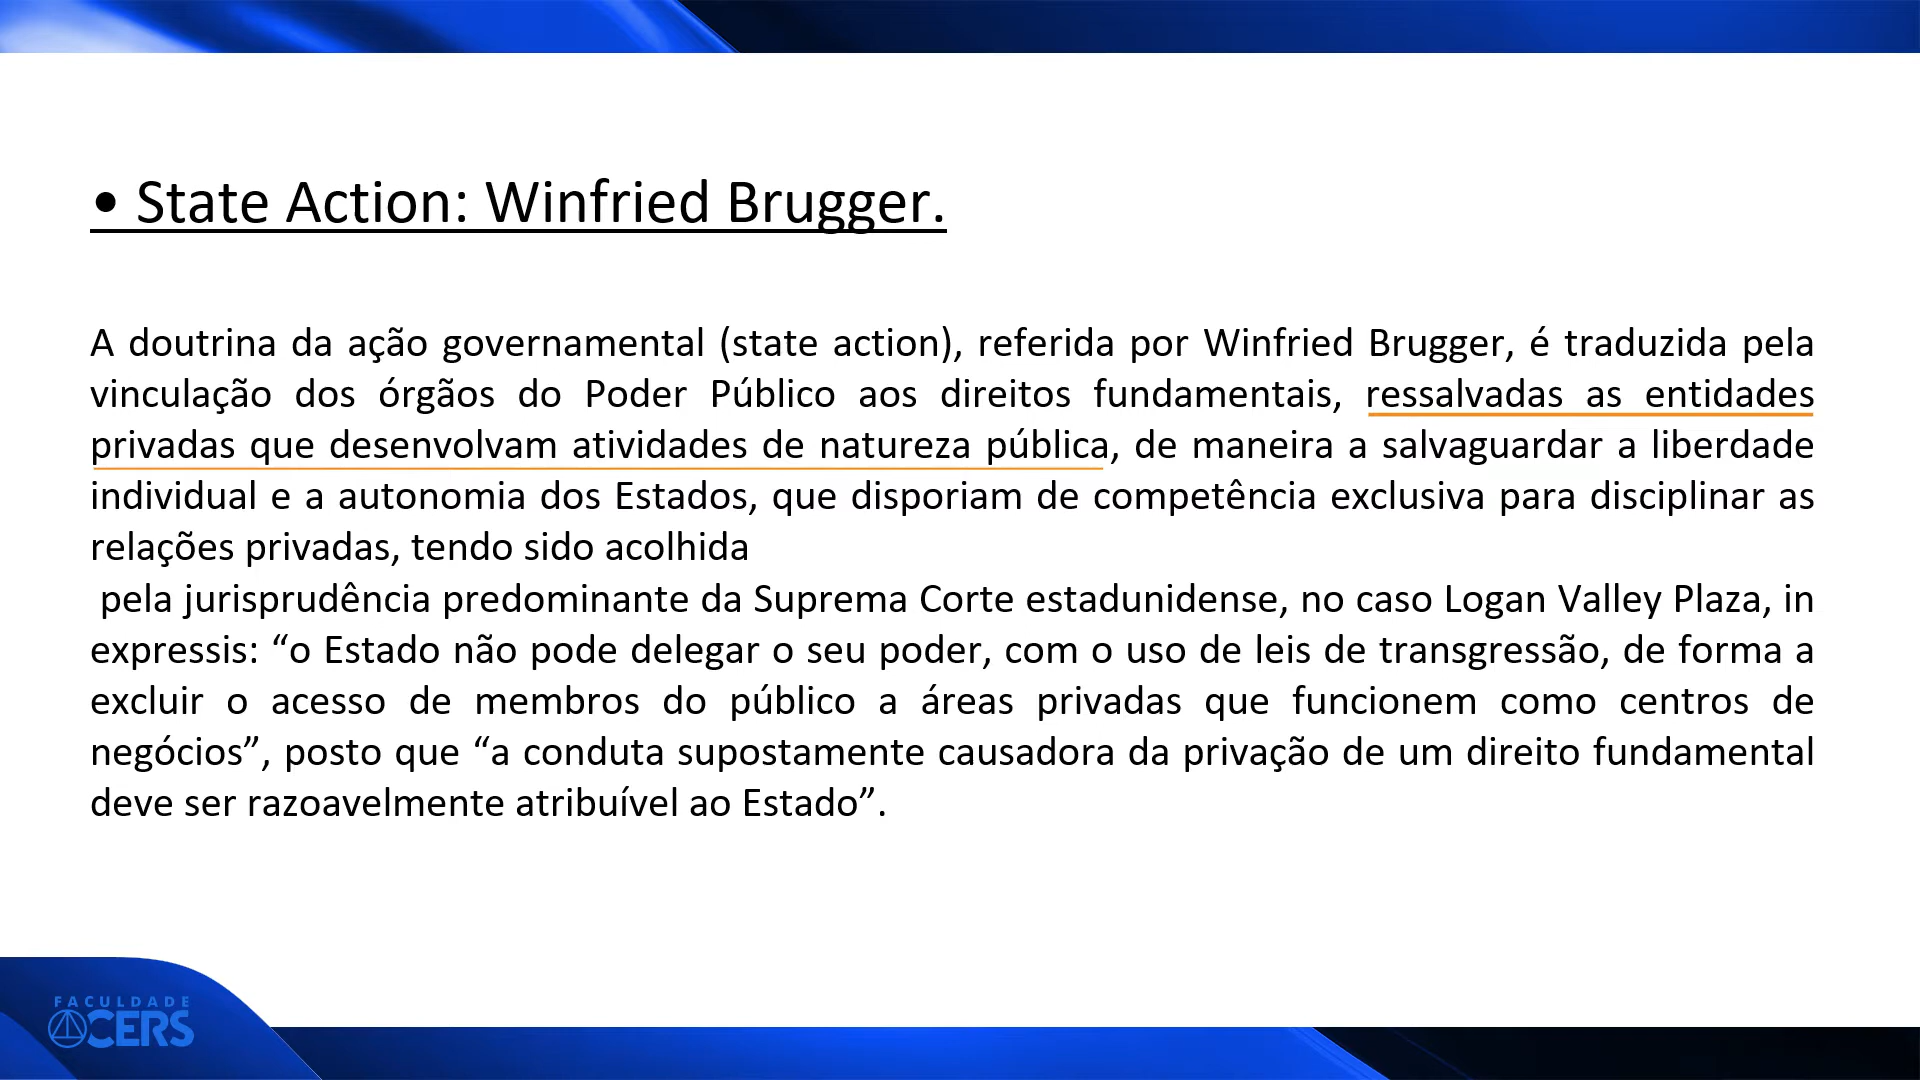 • State Action: Winfried Brugger.
A doutrina da ação governamental (state action), referida por Winfried Brugger, é traduzida pela
vinculação dos órgãos do Poder Público aos direitos fundamentais, ressalvadas as entidades
privadas que desenvolvam atividades de natureza pública, de maneira a salvaguardar a liberdade
individual e a autonomia dos Estados, que disporiam de competência exclusiva para disciplinar as
relações privadas, tendo sido acolhida
pela jurisprudência predominante da Suprema Corte estadunidense, no caso Logan Valley Plaza, in
expressis: “o Estado não pode delegar o seu poder, com o uso de leis de transgressão, de forma a
excluir o acesso de membros do público a áreas privadas que funcionem como centros de
negócios”, posto que “a conduta supostamente causadora da privação de um direito fundamental
deve ser razoavelmente atribuível ao Estado”.
FACULDADE
CERS